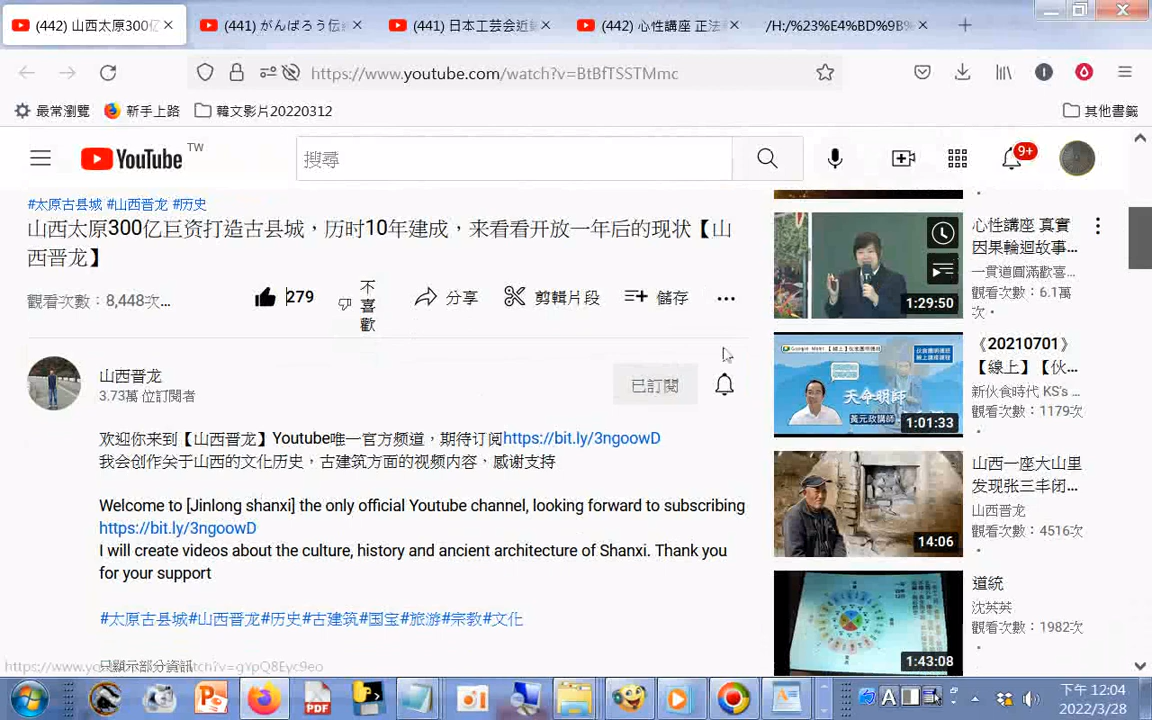 (442) 山西太原300亿
(441) がんばろう伝
(441) 日本工芸会近
(442) 心性講座 正法
/H:/%23%E4%BD%9B%
https://www.youtube.com/watch?v=BtBfTSSTMmc
最常瀏覽
新手上路
韓文影片20220312
其他書籤
YouTube TW
搜尋
9+
#太原古县城 #山西晋龙 #历史
山西太原300亿巨资打造古县城，历时10年建成，来看看开放一年后的现状【山
西晋龙】
觀看次數：8,448次...
279
不喜歡
分享
剪輯片段
儲存
山西晋龙
3.73萬 位訂閱者
已訂閱
欢迎你来到【山西晋龙】Youtube唯一官方频道，期待订阅https://bit.ly/3ngoowD
我会创作关于山西的文化历史，古建筑方面的视频内容，感谢支持
Welcome to [Jinlong shanxi] the only official Youtube channel, looking forward to subscribing
https://bit.ly/3ngoowD
I will create videos about the culture, history and ancient architecture of Shanxi. Thank you
for your support
#太原古县城#山西晋龙#历史#古建筑#国宝#旅游#宗教#文化
只顯示部分資訊
心性講座 真實
因果輪迴故事...
一貫道圓滿歡喜...
觀看次數：6.1萬
次・
1:29:50
天命明師
黃元政講師
1:01:33
《20210701》
【線上】【伙...
新伙食時代 KS's ...
觀看次數：1179次
・
14:06
山西一座大山里
发现张三丰闭...
山西晋龙
觀看次數：4516次
・
1:43:08
道統
沈英英
觀看次數：1982次
下午 12:04
2022/3/28